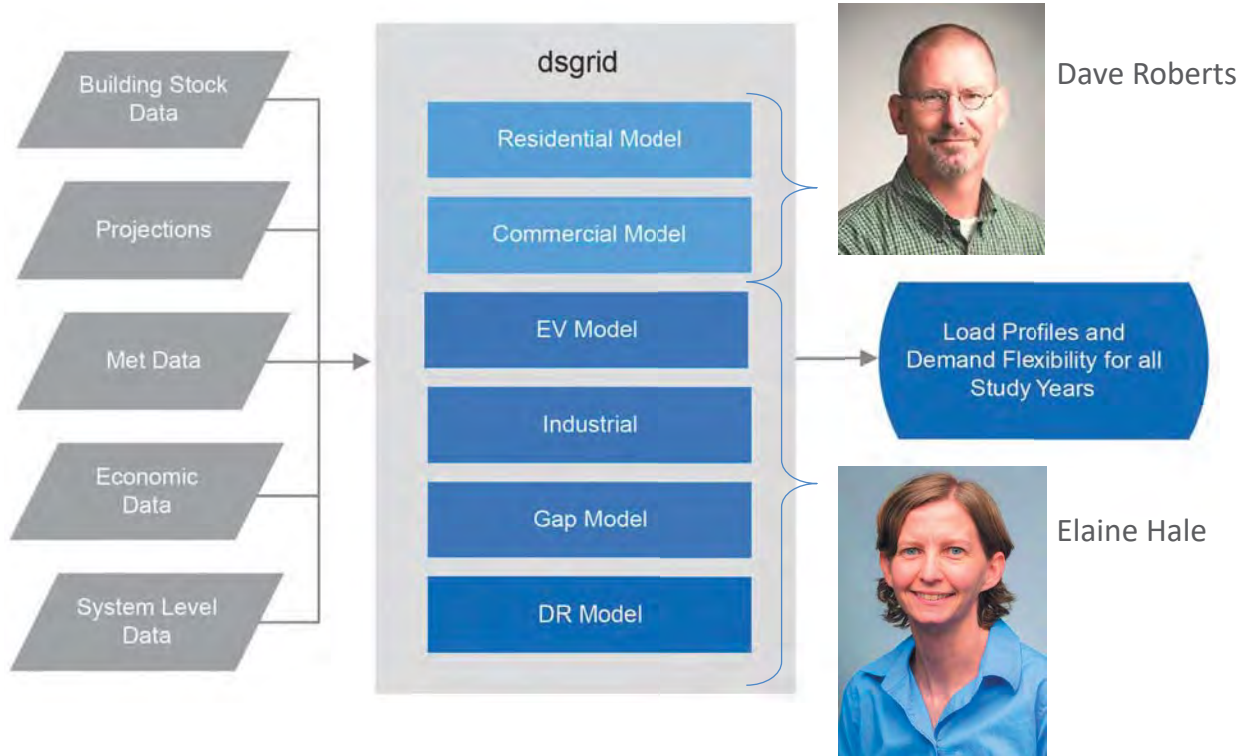 Building Stock
Data
Projections
Met Data
Economic
Data
System Level
Data
dsgrid
Residential Model
Commercial Model
EV Model
Industrial
Gap Model
DR Model
Dave Roberts
Load Profiles and
Demand Flexibility for all
Study Years
Elaine Hale